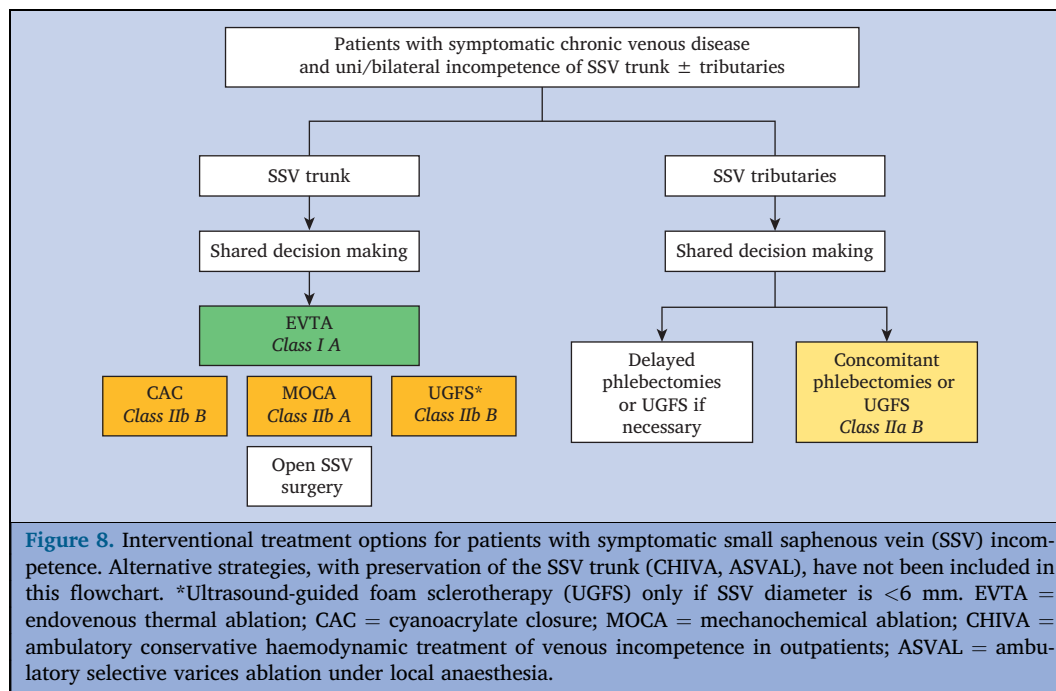 Patients with symptomatic chronic venous disease
and uni/bilateral incompetence of SSV trunk ± tributaries
SSV trunk
SSV tributaries
Shared decision making
Shared decision making
EVTA
Class I A
CAC
Class IIb B
MOCA
Class IIb A
UGFS*
Class IIb B
Open SSV
surgery
Delayed
phlebectomies
or UGFS if
necessary
Concomitant
phlebectomies or
UGFS
Class IIa B
Figure 8. Interventional treatment options for patients with symptomatic small saphenous vein (SSV) incom-
petence. Alternative strategies, with preservation of the SSV trunk (CHIVA, ASVAL), have not been included in
this flowchart. *Ultrasound-guided foam sclerotherapy (UGFS) only if SSV diameter is <6 mm. EVTA =
endovenous thermal ablation; CAC = cyanoacrylate closure; MOCA = mechanochemical ablation; CHIVA =
ambulatory conservative haemodynamic treatment of venous incompetence in outpatients; ASVAL = ambu-
latory selective varices ablation under local anaesthesia.